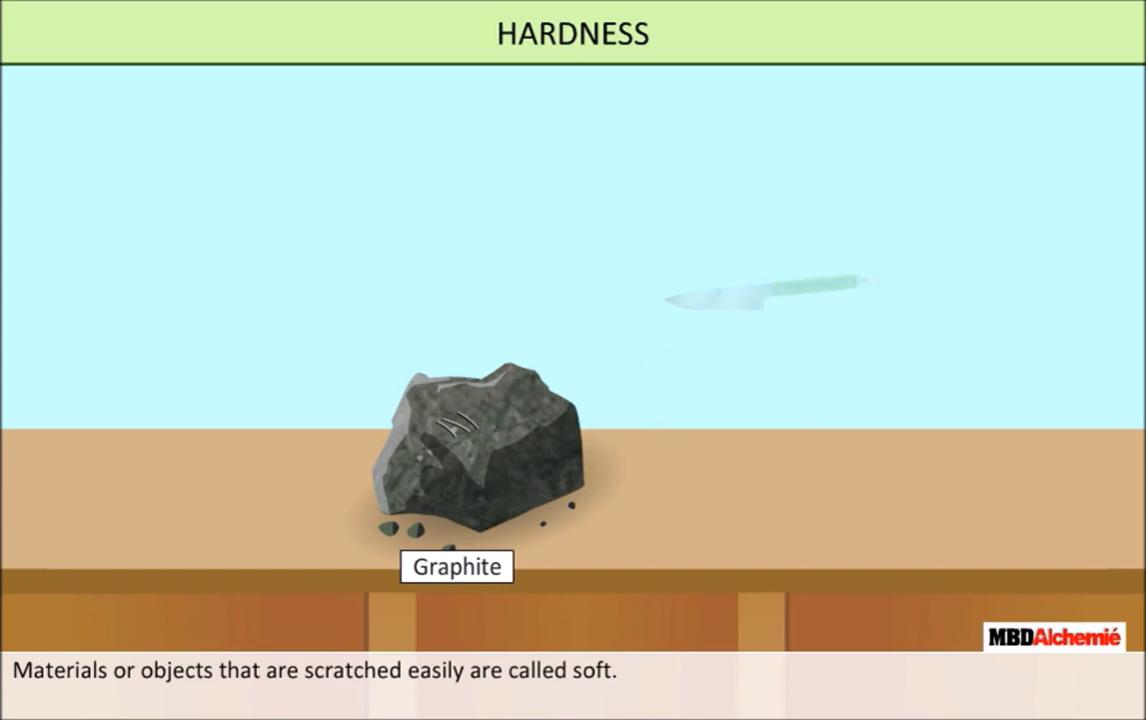 HARDNESS
Graphite
MBDAlchemié
Materials or objects that are scratched easily are called soft.